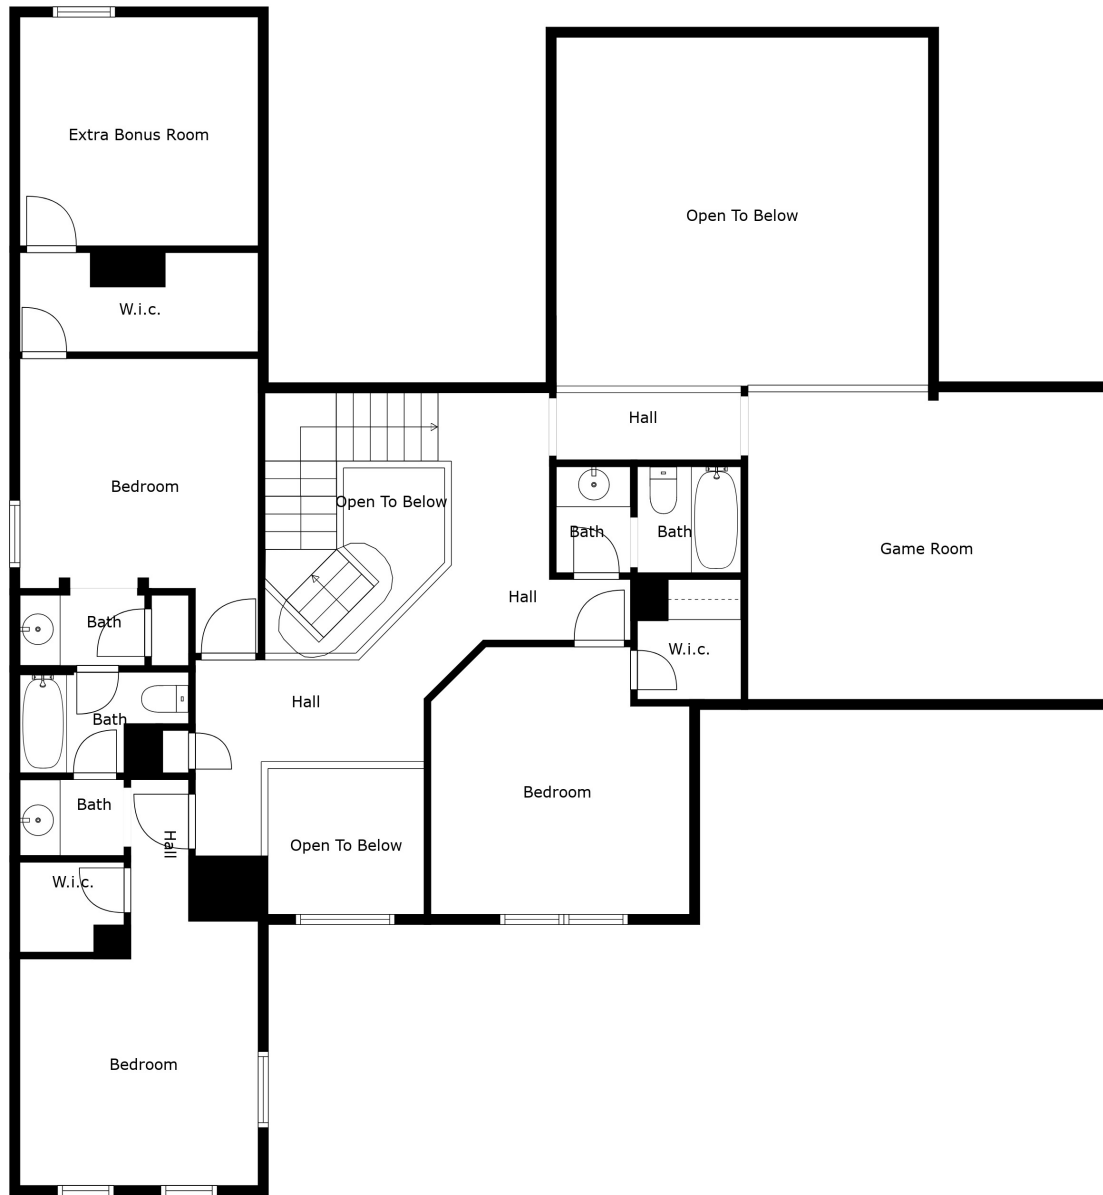 Extra Bonus Room
Open To Below
W.i.c.
Hall
Bedroom
Open To Below
Bath
Bath
Game Room
Hall
Bath
W.i.c.
Hall
Bath
Bedroom
Bath
Hall
Open To Below
W.i.c.
Bedroom